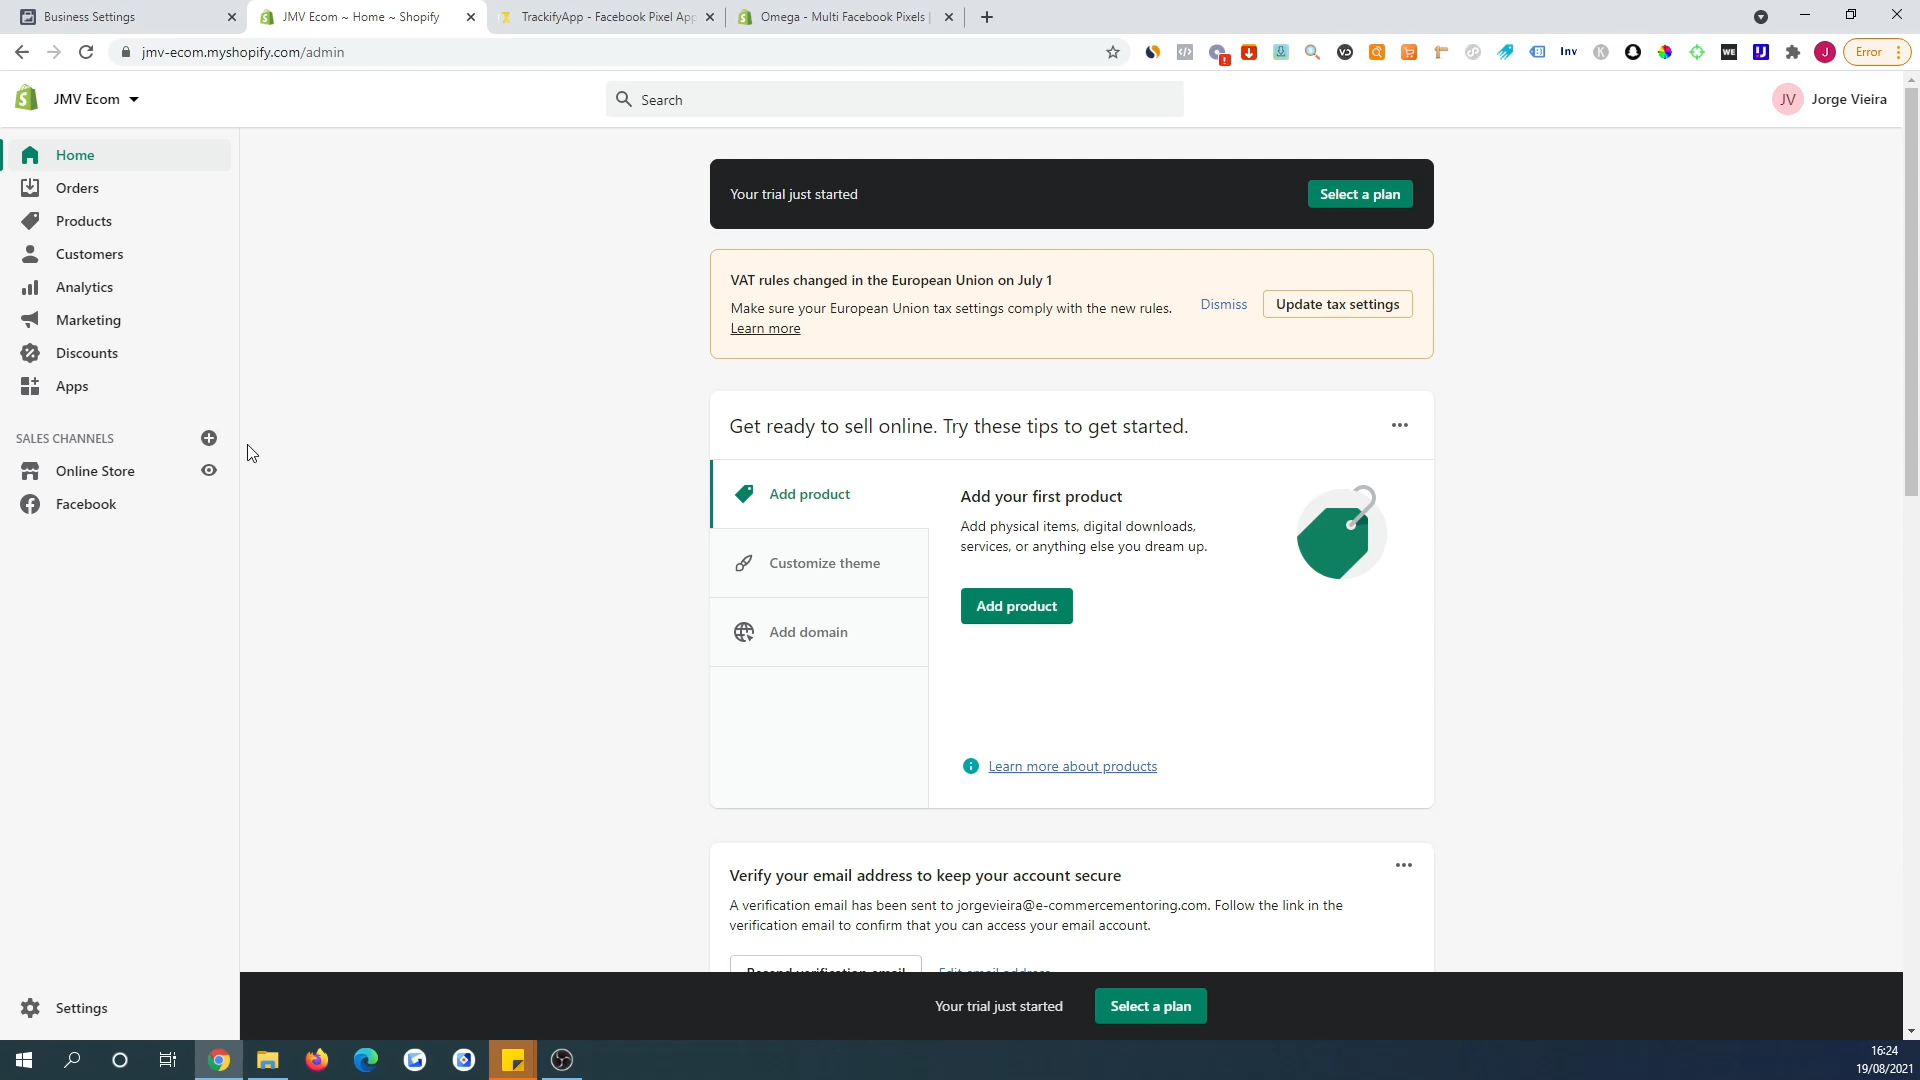 Business Settings
JMV Ecom ~ Home ~ Shopify
TrackifyApp - Facebook Pixel App
Omega - Multi Facebook Pixels |
jmv-ecom.myshopify.com/admin
Inv
WE
J
Error
JMV Ecom
Search
JV
Jorge Vieira
Home
Orders
Products
Customers
Analytics
Marketing
Discounts
Apps
SALES CHANNELS
Online Store
Facebook
Settings
Your trial just started
Select a plan
VAT rules changed in the European Union on July 1
Make sure your European Union tax settings comply with the new rules.
Learn more
Dismiss
Update tax settings
Get ready to sell online. Try these tips to get started.
Add product
Customize theme
Add domain
Add your first product
Add physical items, digital downloads,
services, or anything else you dream up.
Add product
Learn more about products
Verify your email address to keep your account secure
A verification email has been sent to jorgevieira@e-commercementoring.com. Follow the link in the
verification email to confirm that you can access your email account.
Resend verification email
Edit email address
Your trial just started
Select a plan
16:24
19/08/2021